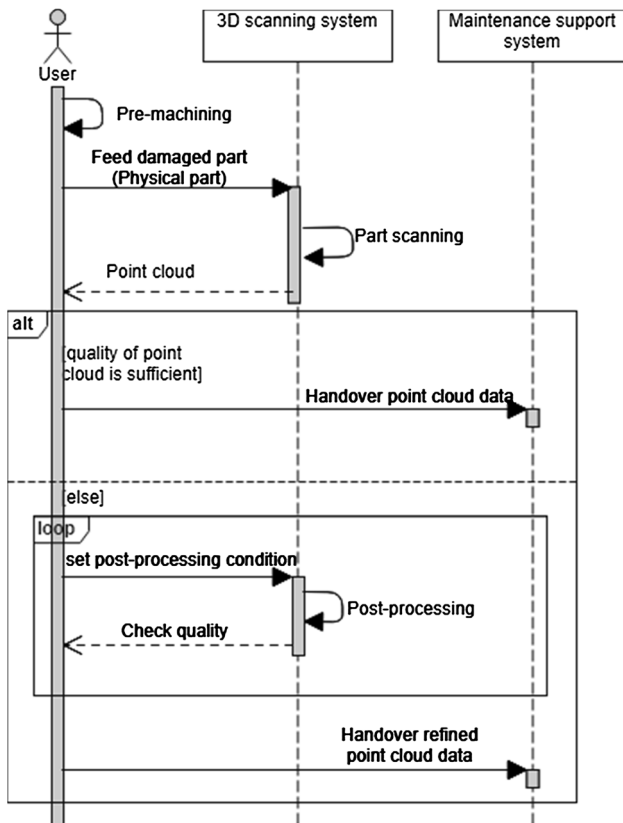 3D scanning system
Maintenance support
system
User
Pre-machining
Feed damaged part
(Physical part)
Part scanning
Point cloud
alt
[quality of point
cloud is sufficient]
Handover point cloud data
[else]
loop
set post-processing condition
Post-processing
Check quality
Handover refined
point cloud data